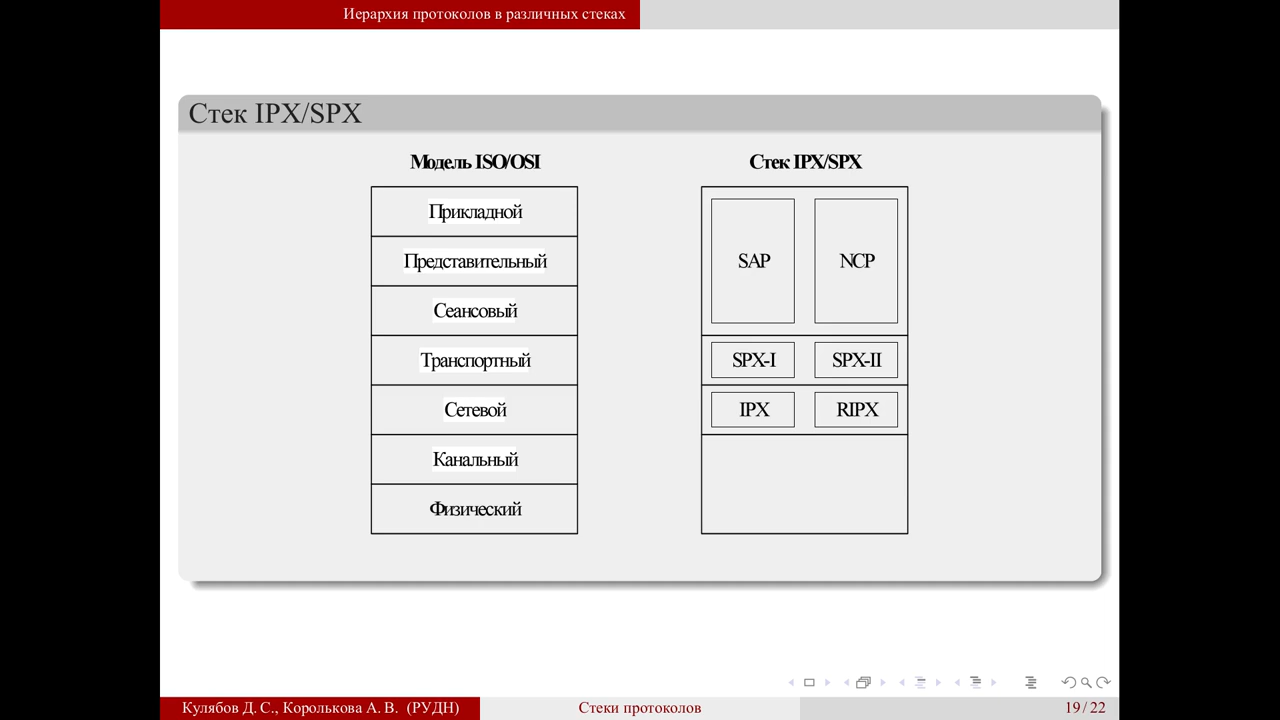 Иерархия протоколов в различных стеках
Стек IPX/SPX
Модель ISO/OSI
Стек IPX/SPX
Прикладной
Представительный
Сеансовый
Транспортный
Сетевой
Канальный
Физический
SAP
NCP
SPX-I
SPX-II
IPX
RIPX
Кулябов Д. С., Королькова А. В. (РУДН)
Стеки протоколов
19 / 22